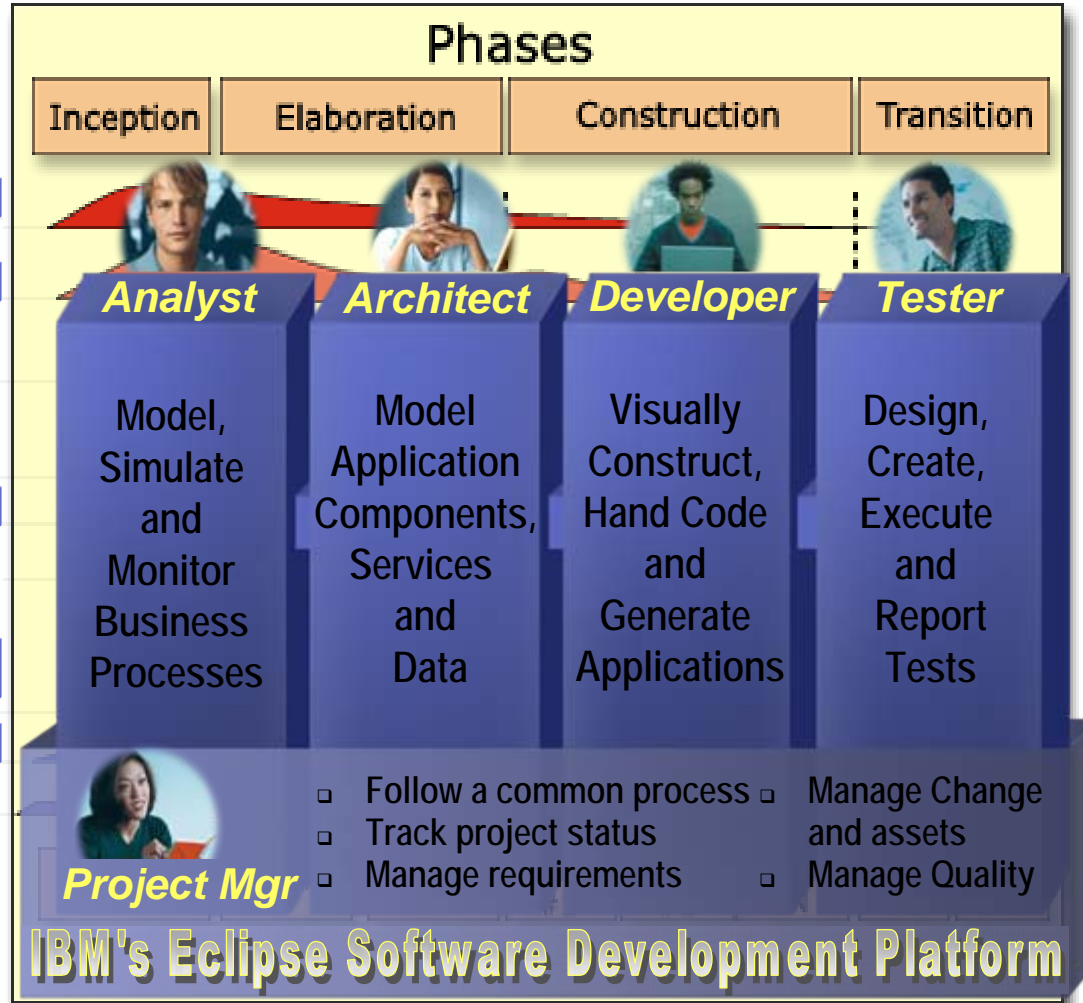 Phases
Inception Elaboration Construction Transition
Analyst
Model,
Simulate
and
Monitor
Business
Processes
Architect
Model
Application
Components,
Services
and
Data
Developer
Visually
Construct,
Hand Code
and
Generate
Applications
Tester
Design,
Create,
Execute
and
Report
Tests
Project Mgr
❑ Follow a common process
❑ Track project status
❑ Manage requirements
❑ Manage Change
and assets
❑ Manage Quality
IBM's Eclipse Software Development Platform